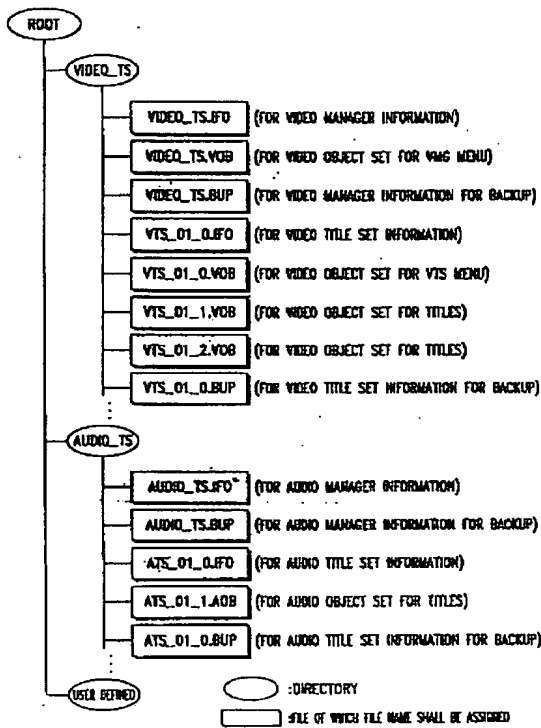 ROOT
VIDEO_TS
VIDEO_TS.IFO (FOR VIDEO MANAGER INFORMATION)
VIDEO_TS.VOB (FOR VIDEO OBJECT SET FOR VMG MENU)
VIDEO_TS.BUP (FOR VIDEO MANAGER INFORMATION FOR BACKUP)
VTS_01_0.IFO (FOR VIDEO TITLE SET INFORMATION)
VTS_01_0.VOB (FOR VIDEO OBJECT SET FOR VTS MENU)
VTS_01_1.VOB (FOR VIDEO OBJECT SET FOR TITLES)
VTS_01_2.VOB (FOR VIDEO OBJECT SET FOR TITLES)
VTS_01_0.BUP (FOR VIDEO TITLE SET INFORMATION FOR BACKUP)
AUDIO_TS
AUDIO_TS.IFO (FOR AUDIO MANAGER INFORMATION)
AUDIO_TS.BUP (FOR AUDIO MANAGER INFORMATION FOR BACKUP)
ATS_01_0.IFO (FOR AUDIO TITLE SET INFORMATION)
ATS_01_1.AOB (FOR AUDIO OBJECT SET FOR TITLES)
ATS_01_0.BUP (FOR AUDIO TITLE SET INFORMATION FOR BACKUP)
USER DEFINED
:DIRECTORY
:FILE OF WHICH FILE NAME SHALL BE ASSIGNED